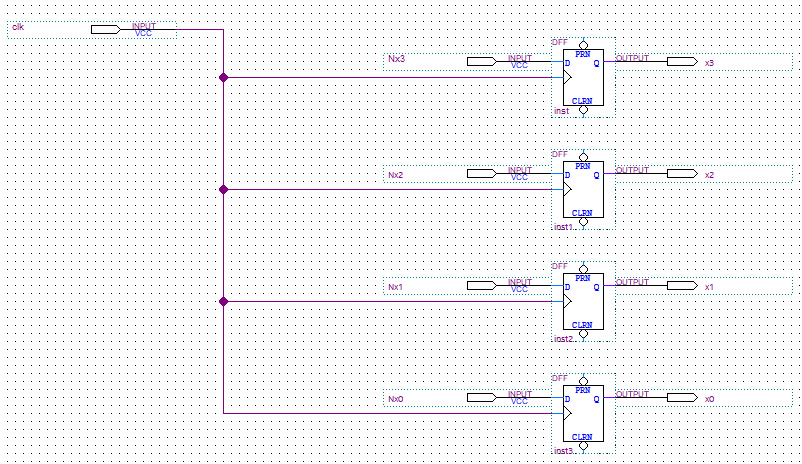 clk INPUT
VCC
DFF
PRN
Nx3 INPUT D Q OUTPUT x3
VCC
CLRN
inst
DFF
PRN
Nx2 INPUT D Q OUTPUT x2
VCC
CLRN
inst1
DFF
PRN
Nx1 INPUT D Q OUTPUT x1
VCC
CLRN
inst2
DFF
PRN
Nx0 INPUT D Q OUTPUT x0
VCC
CLRN
inst3